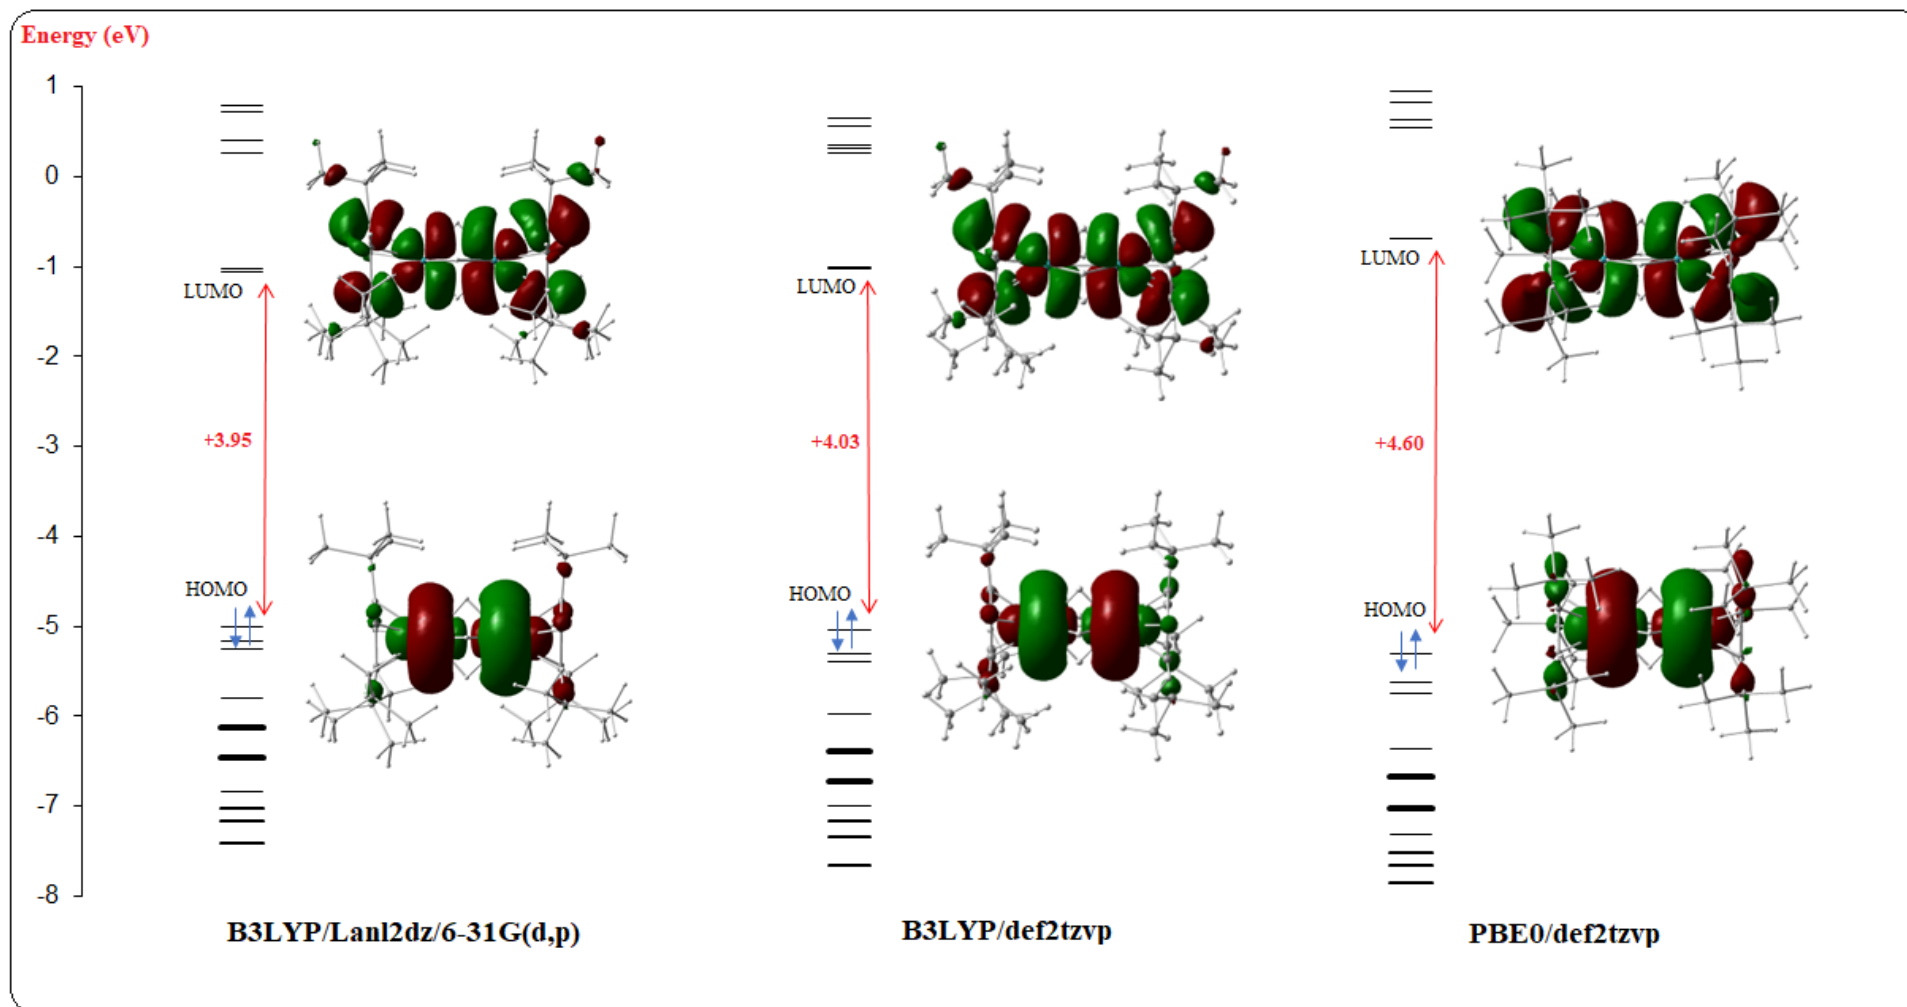 Energy (eV)
1
0
-1
-2
-3
-4
-5
-6
-7
-8
LUMO
+3.95
HOMO
B3LYP/Lanl2dz/6-31G(d,p)
LUMO
+4.03
HOMO
B3LYP/def2tzvp
LUMO
+4.60
HOMO
PBE0/def2tzvp